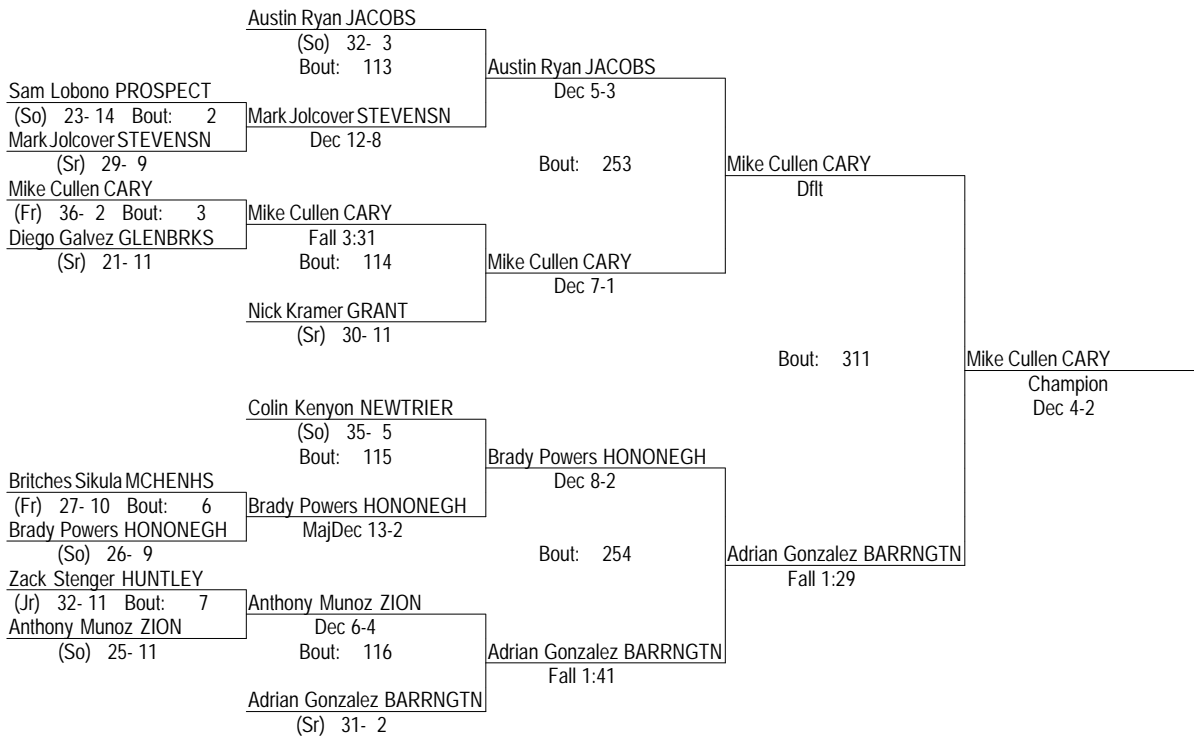 Austin Ryan JACOBS
(So) 32- 3
Bout: 113
Austin Ryan JACOBS
Dec 5-3
Sam Lobono PROSPECT
(So) 23- 14 Bout: 2
Mark Jolcover STEVENSN
Dec 12-8
Mark Jolcover STEVENSN
(Sr) 29- 9
Bout: 253
Mike Cullen CARY
Dflt
Mike Cullen CARY
(Fr) 36- 2 Bout: 3
Mike Cullen CARY
Fall 3:31
Diego Galvez GLENBRKS
(Sr) 21- 11
Bout: 114
Mike Cullen CARY
Dec 7-1
Nick Kramer GRANT
(Sr) 30- 11
Bout: 311
Mike Cullen CARY
Champion
Dec 4-2
Colin Kenyon NEWTRIER
(So) 35- 5
Bout: 115
Brady Powers HONONEGH
Dec 8-2
Britches Sikula MCHENHS
(Fr) 27- 10 Bout: 6
Brady Powers HONONEGH
MajDec 13-2
Brady Powers HONONEGH
(So) 26- 9
Bout: 254
Adrian Gonzalez BARRNGTN
Fall 1:29
Zack Stenger HUNTLEY
(Jr) 32- 11 Bout: 7
Anthony Munoz ZION
Dec 6-4
Anthony Munoz ZION
(So) 25- 11
Bout: 116
Adrian Gonzalez BARRNGTN
Fall 1:41
Adrian Gonzalez BARRNGTN
(Sr) 31- 2